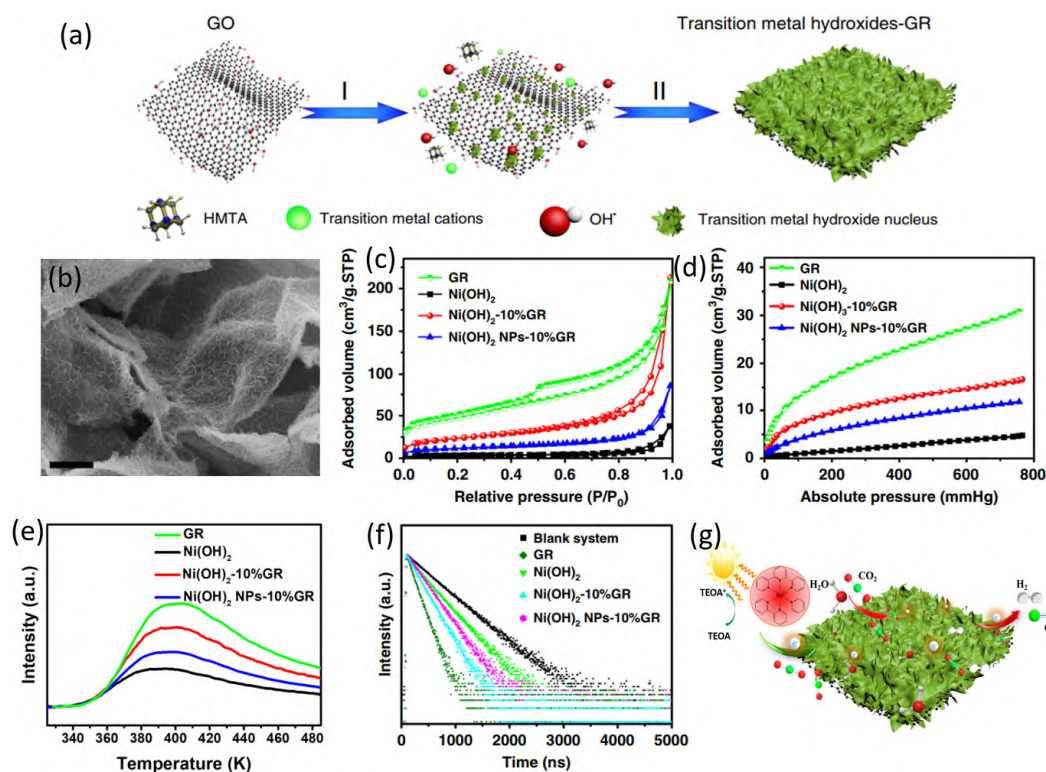 (a)
GO
Transition metal hydroxides-GR
I
II
HMTA
Transition metal cations
OH⁻
Transition metal hydroxide nucleus
(b)
(c)
GR
Ni(OH)₂
Ni(OH)₂-10%GR
Ni(OH)₂ NPs-10%GR
Adsorbed volume (cm³/g.STP)
200
150
100
50
0
0.0 0.2 0.4 0.6 0.8 1.0
Relative pressure (P/P₀)
(d)
GR
Ni(OH)₂
Ni(OH)₃-10%GR
Ni(OH)₂ NPs-10%GR
Adsorbed volume (cm³/g.STP)
40
30
20
10
0
0 200 400 600 800
Absolute pressure (mmHg)
(e)
GR
Ni(OH)₂
Ni(OH)₂-10%GR
Ni(OH)₂ NPs-10%GR
Intensity (a.u.)
340 360 380 400 420 440 460 480
Temperature (K)
(f)
Blank system
GR
Ni(OH)₂
Ni(OH)₂-10%GR
Ni(OH)₂ NPs-10%GR
Intensity (a.u.)
0 1000 2000 3000 4000 5000
Time (ns)
(g)
TEOA⁺
TEOA
H₂O
CO₂
H₂